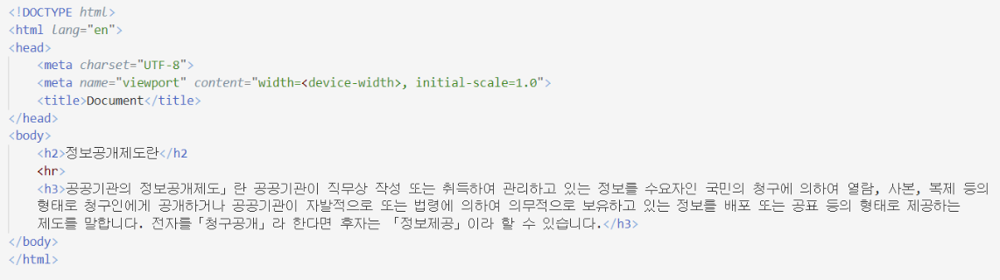 <!DOCTYPE html>
<html lang="en">
<head>
    <meta charset="UTF-8">
    <meta name="viewport" content="width=<device-width>, initial-scale=1.0">
    <title>Document</title>
</head>
<body>
    <h2>정보공개제도란</h2
    <hr>
    <h3>공공기관의 정보공개제도」란 공공기관이 직무상 작성 또는 취득하여 관리하고 있는 정보를 수요자인 국민의 청구에 의하여 열람, 사본, 복제 등의
    형태로 청구인에게 공개하거나 공공기관이 자발적으로 또는 법령에 의하여 의무적으로 보유하고 있는 정보를 배포 또는 공표 등의 형태로 제공하는
    제도를 말합니다. 전자를「청구공개」라 한다면 후자는 「정보제공」이라 할 수 있습니다.</h3>
</body>
</html>